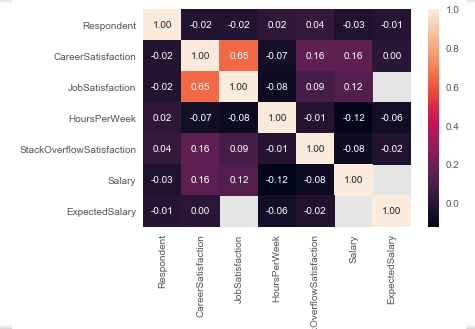 1.0
Respondent 1.00 -0.02 -0.02 0.02 0.04 -0.03 -0.01
CareerSatisfaction -0.02 1.00 0.65 -0.07 0.16 0.16 0.00
0.8
JobSatisfaction -0.02 0.65 1.00 -0.08 0.09 0.12
0.6
HoursPerWeek 0.02 -0.07 -0.08 1.00 -0.01 -0.12 -0.06
0.4
StackOverflowSatisfaction 0.04 0.16 0.09 -0.01 1.00 -0.08 -0.02
0.2
Salary -0.03 0.16 0.12 -0.12 -0.08 1.00
0.0
ExpectedSalary -0.01 0.00 -0.06 -0.02 1.00
Respondent
CareerSatisfaction
JobSatisfaction
HoursPerWeek
kOverflowSatisfaction
Salary
ExpectedSalary